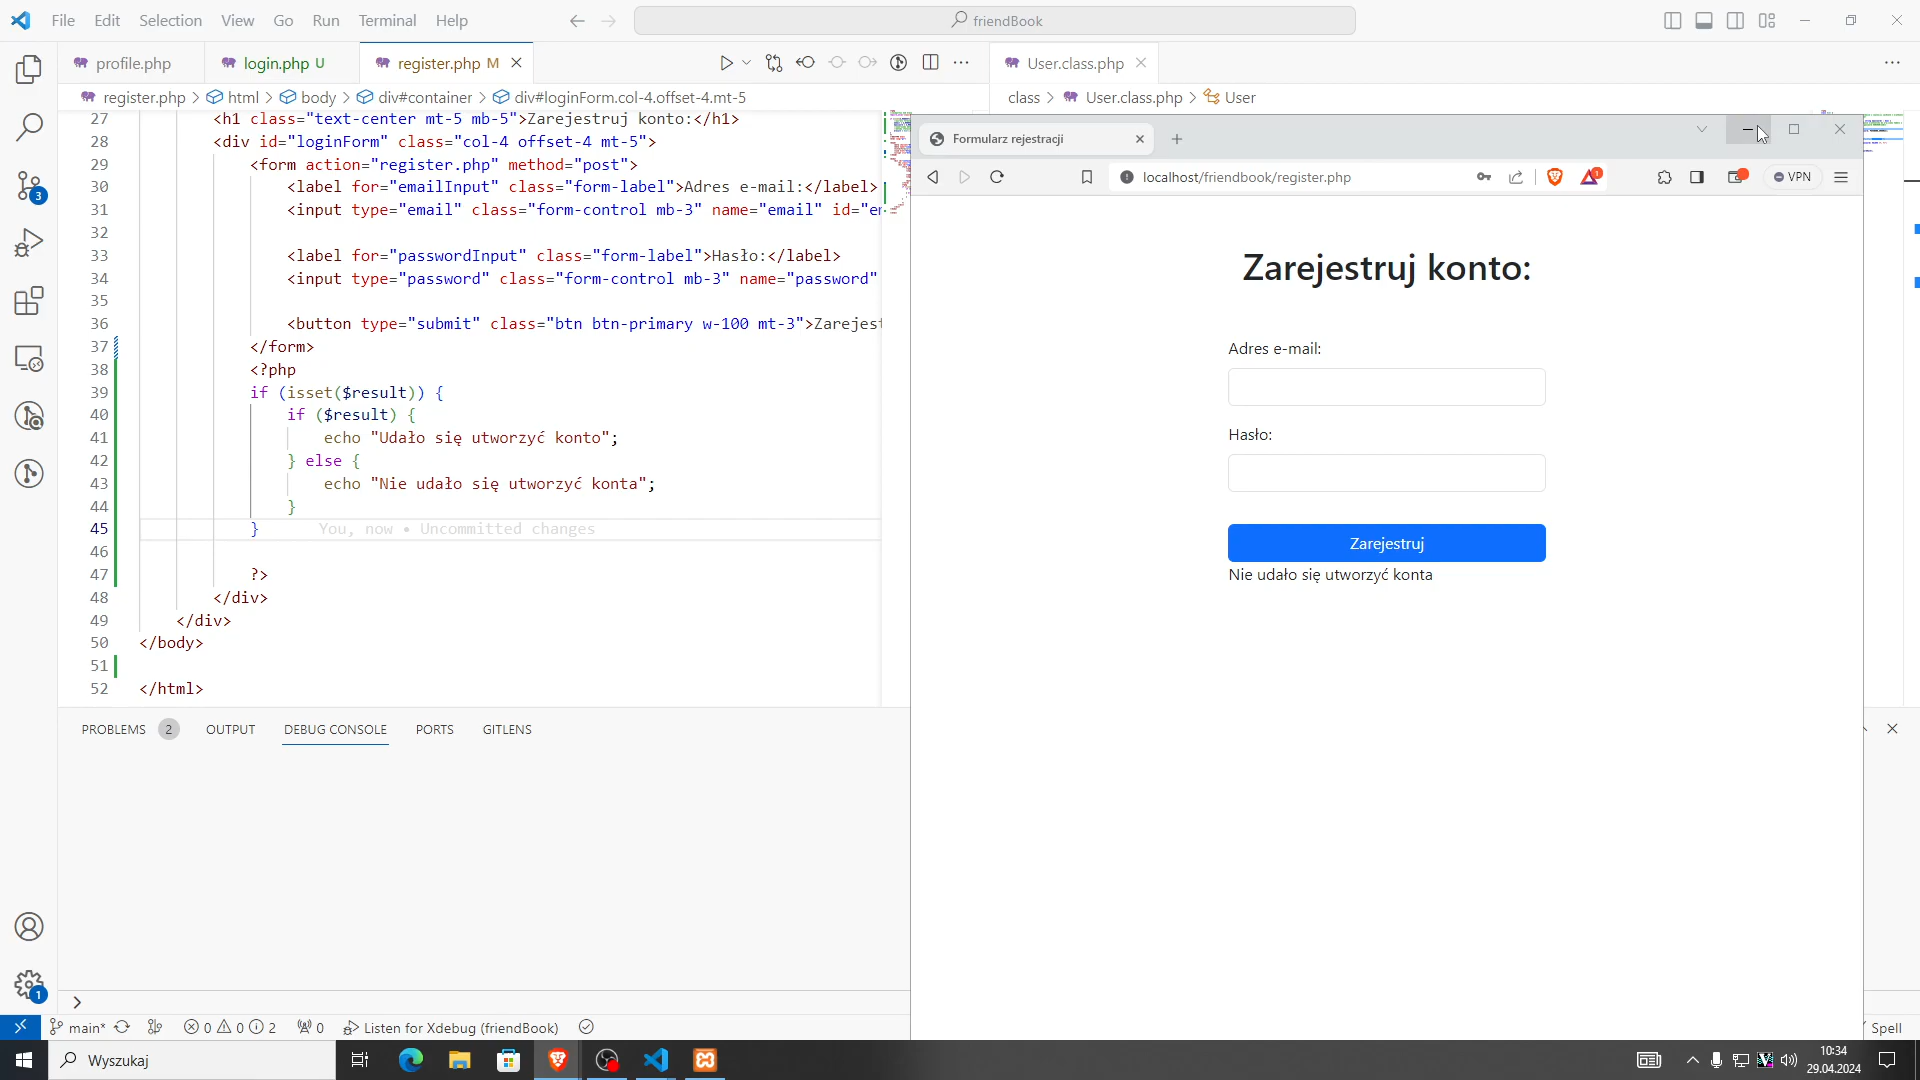 File Edit Selection View Go Run Terminal Help
friendBook
profile.php
login.php U
register.php M
User.class.php
register.php > html > body > div#container > div#loginForm.col-4.offset-4.mt-5
class > User.class.php > User
27 <h1 class="text-center mt-5 mb-5">Zarejestruj konto:</h1>
28 <div id="loginForm" class="col-4 offset-4 mt-5">
29 <form action="register.php" method="post">
30 <label for="emailInput" class="form-label">Adres e-mail:</label>
31 <input type="email" class="form-control mb-3" name="email" id="em
32
33 <label for="passwordInput" class="form-label">Hasło:</label>
34 <input type="password" class="form-control mb-3" name="password"
35
36 <button type="submit" class="btn btn-primary w-100 mt-3">Zarejest
37 </form>
38 <?php
39 if (isset($result)) {
40 if ($result) {
41 echo "Udało się utworzyć konto";
42 } else {
43 echo "Nie udało się utworzyć konta";
44 }
45 } You, now • Uncommitted changes
46
47 ?>
48 </div>
49 </div>
50 </body>
51
52 </html>
Formularz rejestracji
localhost/friendbook/register.php
1
VPN
Zarejestruj konto:
Adres e-mail:
Hasło:
Zarejestruj
Nie udało się utworzyć konta
3
1
PROBLEMS 2 OUTPUT DEBUG CONSOLE PORTS GITLENS
main* 0 0 2 0 Listen for Xdebug (friendBook)
Spell
Wyszukaj
10:34
29.04.2024